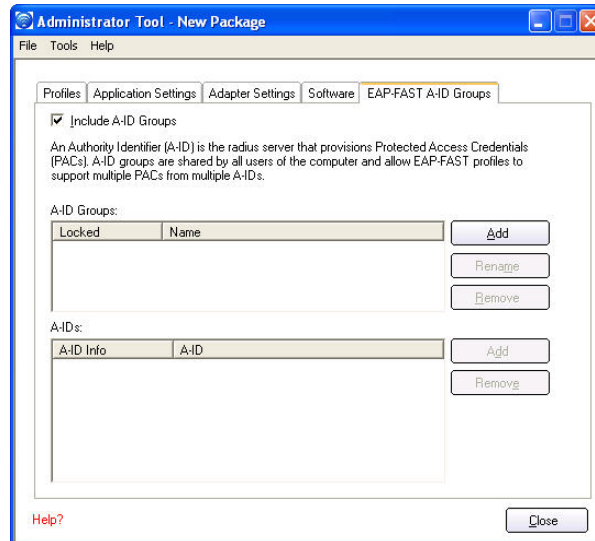 Administrator Tool - New Package
File Tools Help
Profiles Application Settings Adapter Settings Software EAP-FAST A-ID Groups
Include A-ID Groups
An Authority Identifier (A-ID) is the radius server that provisions Protected Access Credentials
(PACs). A-ID groups are shared by all users of the computer and allow EAP-FAST profiles to
support multiple PACs from multiple A-IDs.
A-ID Groups:
Locked Name
Add
Rename
Remove
A-IDs:
A-ID Info A-ID
Add
Remove
Help?
Close